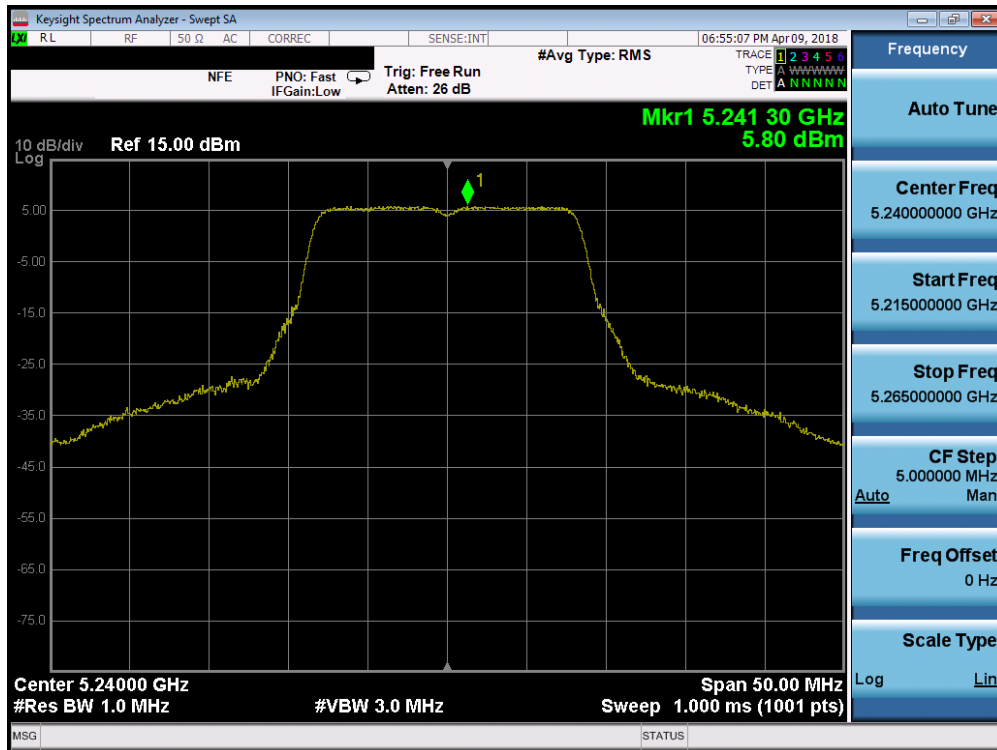 Keysight Spectrum Analyzer - Swept SA
LXI RL RF 50 Ω AC CORREC SENSE:INT 06:55:07 PM Apr 09, 2018
#Avg Type: RMS TRACE 1 2 3 4 5 6
NFE PNO: Fast Trig: Free Run TYPE A WWWWW
IFGain:Low Atten: 26 dB DET A N N N N N
Mkr1 5.241 30 GHz
5.80 dBm
10 dB/div Ref 15.00 dBm
Log
1
5.00
-5.00
-15.0
-25.0
-35.0
-45.0
-55.0
-65.0
-75.0
Center 5.24000 GHz Span 50.00 MHz
#Res BW 1.0 MHz #VBW 3.0 MHz Sweep 1.000 ms (1001 pts)
MSG STATUS
Frequency
Auto Tune
Center Freq
5.240000000 GHz
Start Freq
5.215000000 GHz
Stop Freq
5.265000000 GHz
CF Step
5.000000 MHz
Auto Man
Freq Offset
0 Hz
Scale Type
Log Lin